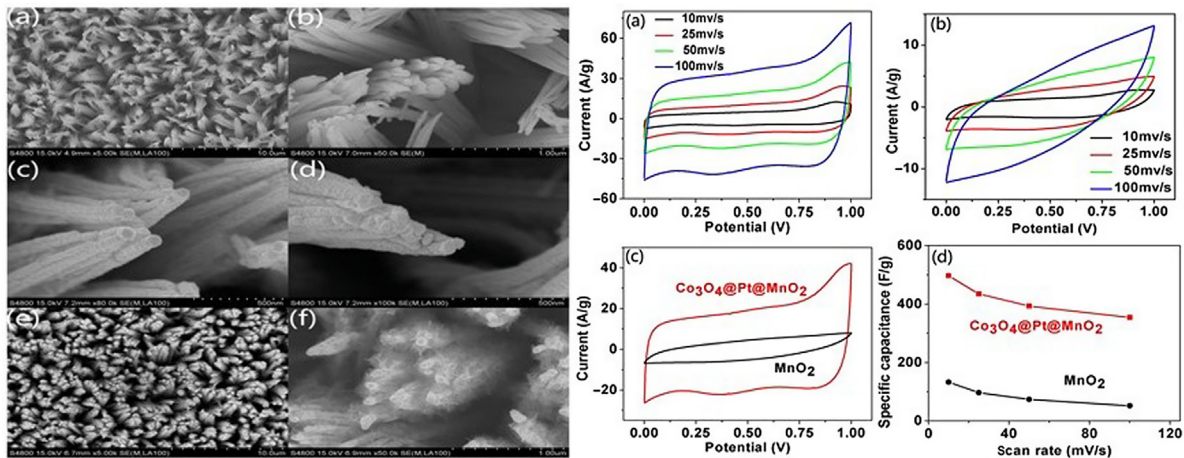 (a)
(b)
S4800 15.0kV 4.9mm x5.00k SE(M,LA100) 10.0um
S4800 15.0kV 7.0mm x50.0k SE(M) 1.00um
(c)
(d)
S4800 15.0kV 7.2mm x80.0k SE(M,LA100) 500nm
S4800 15.0kV 7.2mm x100k SE(M,LA100) 500nm
(e)
(f)
S4800 15.0kV 6.7mm x5.00k SE(M,LA100) 10.0um
S4800 15.0kV 6.9mm x50.0k SE(M,LA100) 1.00um
(a)
10mv/s
25mv/s
50mv/s
100mv/s
60
30
0
−30
−60
Current (A/g)
0.00 0.25 0.50 0.75 1.00
Potential (V)
(b)
10
0
−10
Current (A/g)
10mv/s
25mv/s
50mv/s
100mv/s
0.00 0.25 0.50 0.75 1.00
Potential (V)
(c)
40
20
0
−20
Current (A/g)
Co₃O₄@Pt@MnO₂
MnO₂
0.00 0.25 0.50 0.75 1.00
Potential (V)
(d)
600
400
200
0
Specific capacitance (F/g)
Co₃O₄@Pt@MnO₂
MnO₂
0 40 80 120
Scan rate (mV/s)